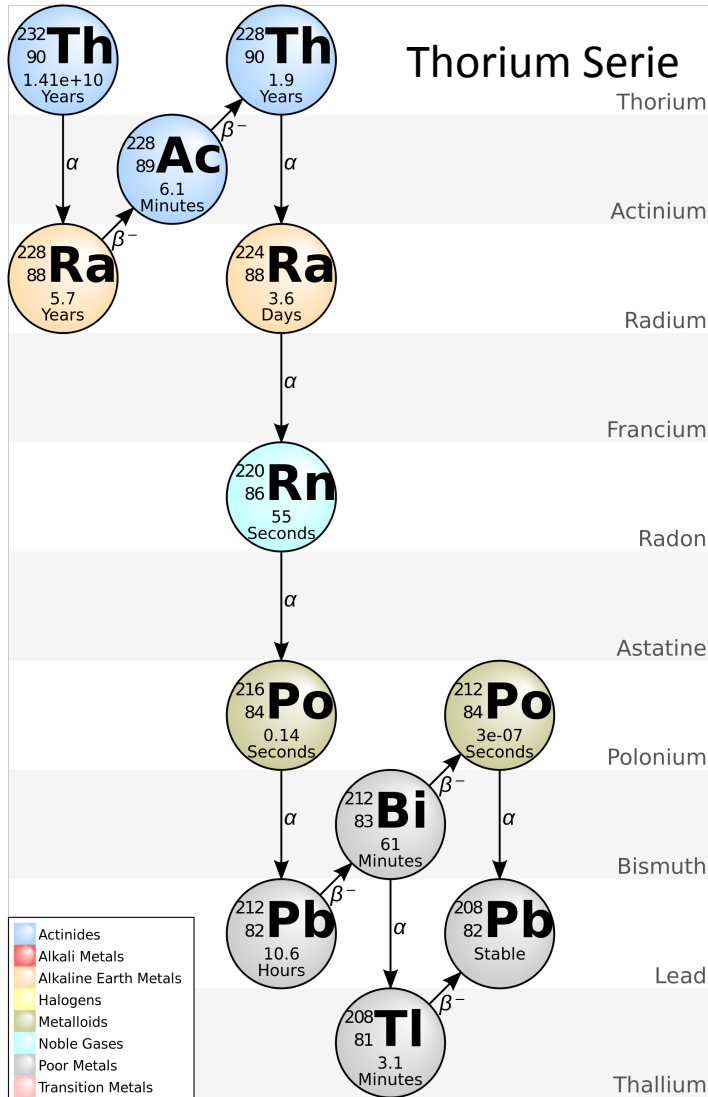 Thorium Serie
232
90
Th
1.41e+10
Years
228
90
Th
1.9
Years
Thorium
α
β−
α
228
89
Ac
6.1
Minutes
Actinium
β−
228
88
Ra
5.7
Years
224
88
Ra
3.6
Days
Radium
α
Francium
220
86
Rn
55
Seconds
Radon
α
Astatine
216
84
Po
0.14
Seconds
212
84
Po
3e-07
Seconds
Polonium
β−
α
α
212
83
Bi
61
Minutes
Bismuth
β−
212
82
Pb
10.6
Hours
α
208
82
Pb
Stable
Lead
β−
208
81
Tl
3.1
Minutes
Thallium
Actinides
Alkali Metals
Alkaline Earth Metals
Halogens
Metalloids
Noble Gases
Poor Metals
Transition Metals